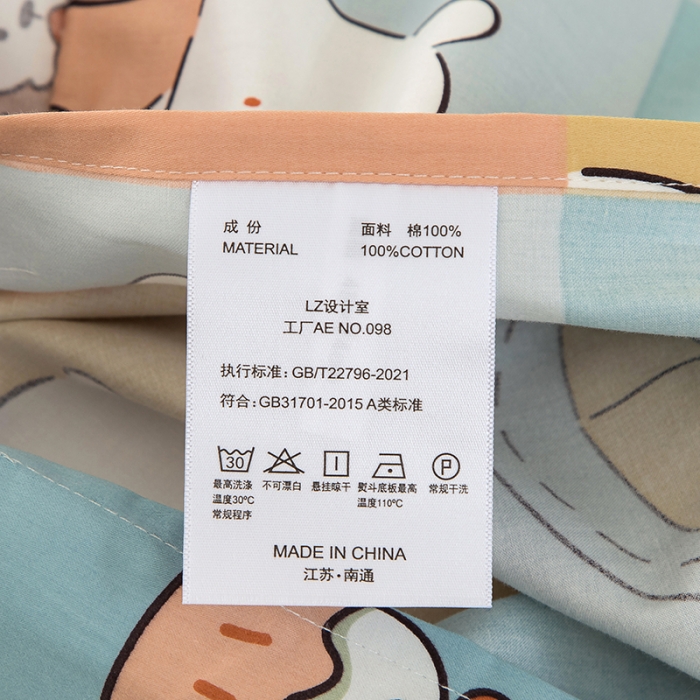 成 份 面料 棉100%
MATERIAL 100%COTTON
LZ设计室
工厂AE NO.098
执行标准: GB/T22796-2021
符合: GB31701-2015 A类标准
30 P
最高洗涤 不可漂白 悬挂晾干 熨斗底板最高 常规干洗
温度30℃ 温度110℃
常规程序
MADE IN CHINA
江苏·南通